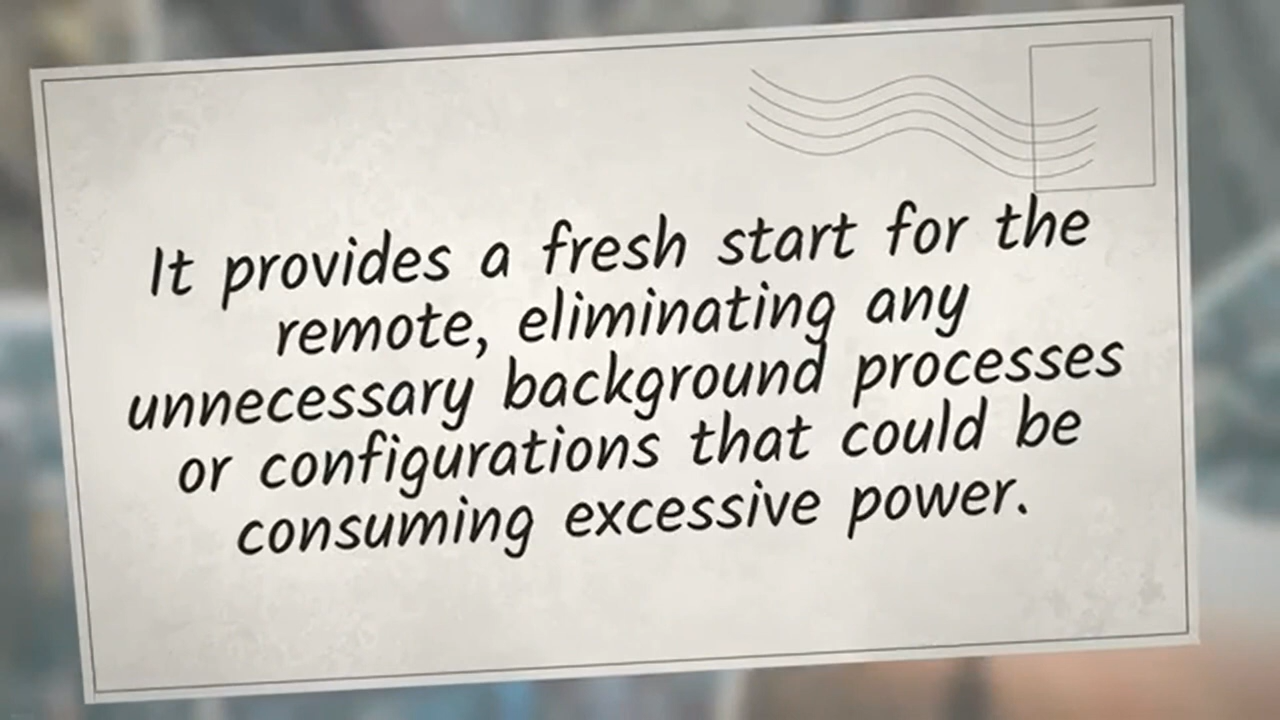 It provides a fresh start for the
remote, eliminating any
unnecessary background processes
or configurations that could be
consuming excessive power.